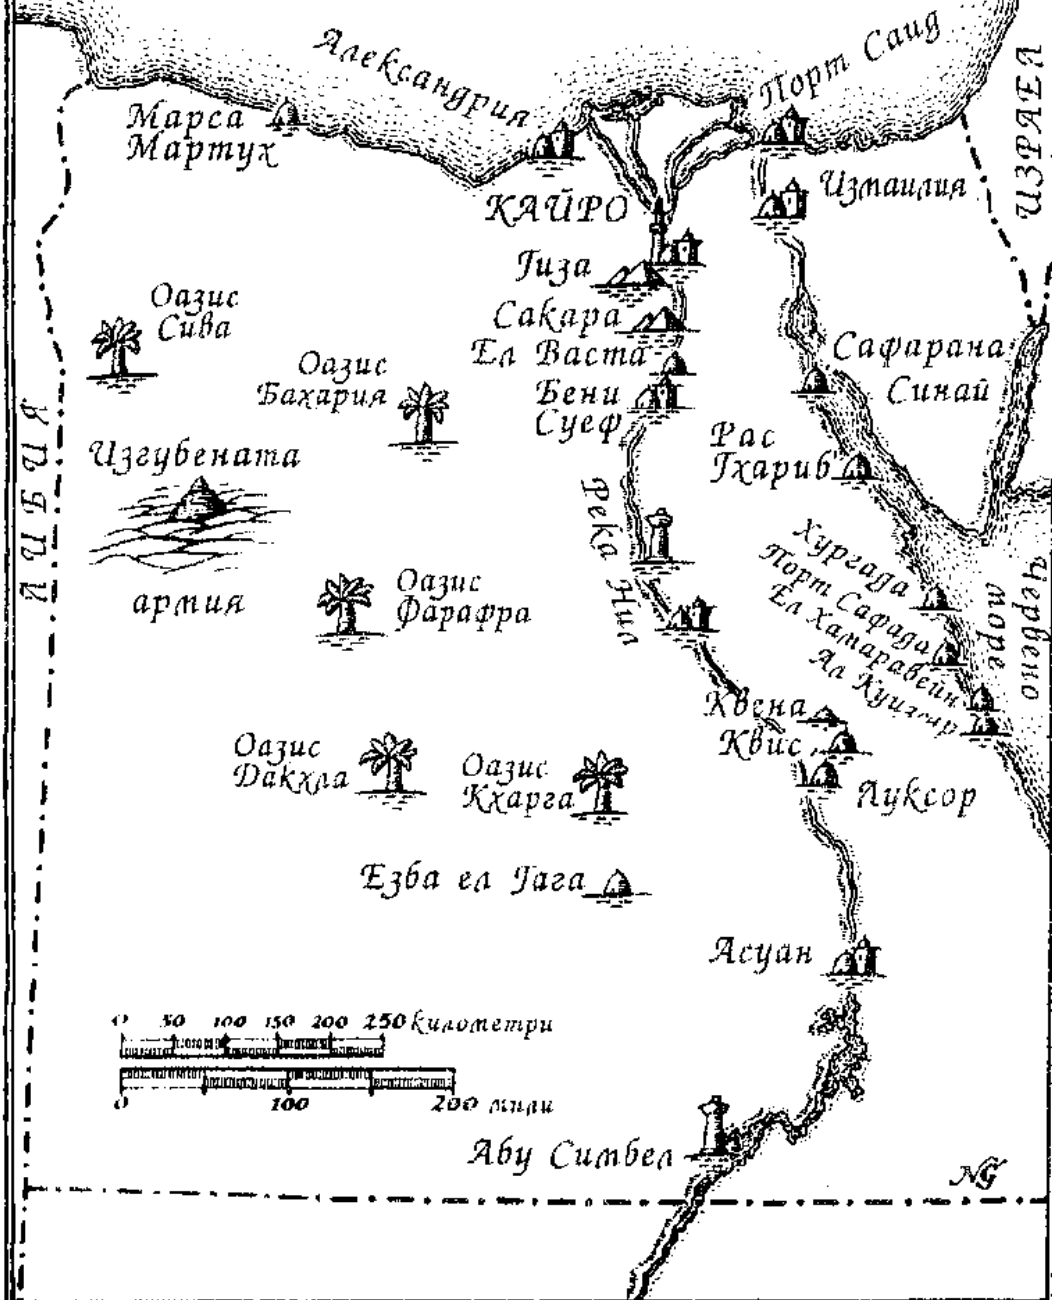 Александрия
Порт Саид
ИЗРАЕЛ
Марса
Мартух
Измаилия
КАЙРО
Гиза
Оазис
Сива
Сакара
Ел Васта
Сафарана
Синай
Оазис
Бахария
Бени
Суеф
ЛИБИЯ
Изгубената
армия
Рас
Гхариб
Река Нил
Оазис
Фарафра
Хургада
Порт Сафада
Ел Хамаравейн
Червено
море
Квена
Квис
Оазис
Дакхла
Оазис
Кхарга
Луксор
Езба ел Гага
Асуан
0 50 100 150 200 250 километри
0 100 200 мили
Абу Симбел
NG